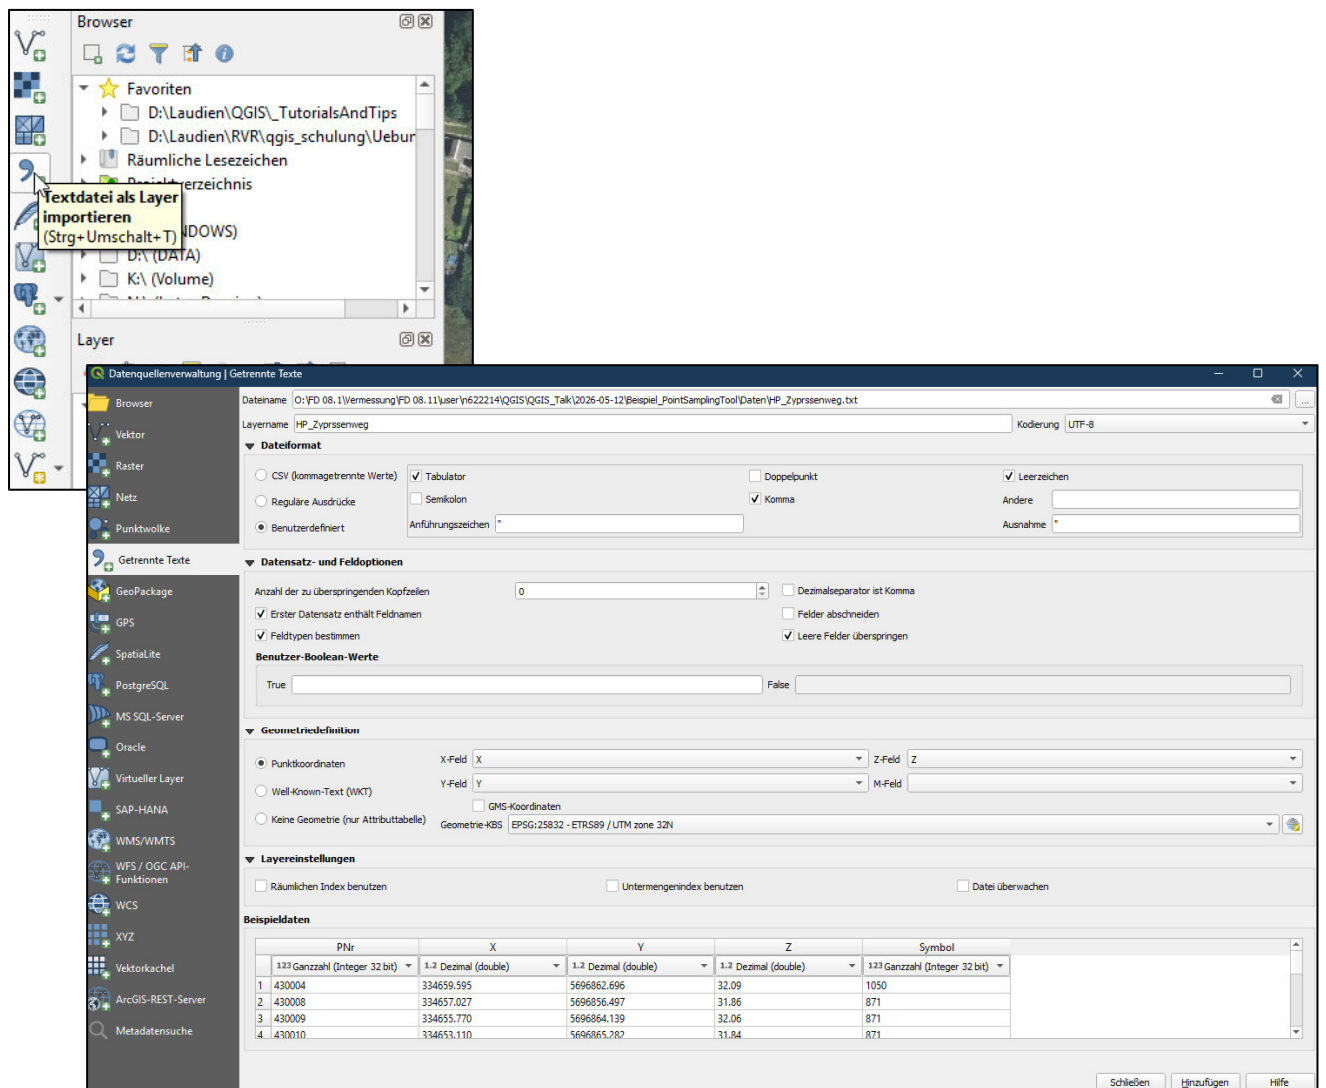 Browser
Favoriten
D:\Laudien\QGIS\_TutorialsAndTips
D:\Laudien\RVR\qgis_schulung\Uebur
Räumliche Lesezeichen
Projektverzeichnis
Textdatei als Layer
importieren
(Strg+Umschalt+T)
NDOWS)
D:\ (DATA)
K:\ (Volume)
Layer
Datenquellenverwaltung | Getrennte Texte
Browser
Vektor
Raster
Netz
Punktwolke
Getrennte Texte
GeoPackage
GPS
SpatiaLite
PostgreSQL
MS SQL-Server
Oracle
Virtueller Layer
SAP-HANA
WMS/WMTS
WFS / OGC API-
Funktionen
WCS
XYZ
Vektorkachel
ArcGIS-REST-Server
Metadatensuche
Dateiname O:\FD 08.1\Vermessung\FD 08.11\user\n622214\QGIS\QGIS_Talk\2026-05-12\Beispiel_PointSamplingTool\Daten\HP_Zyprssenweg.txt ...
Layername HP_Zyprssenweg Kodierung UTF-8
Dateiformat
CSV (kommagetrennte Werte) Tabulator Doppelpunkt Leerzeichen
Reguläre Ausdrücke Semikolon Komma Andere
Benutzerdefiniert Anführungszeichen " Ausnahme "
Datensatz- und Feldoptionen
Anzahl der zu überspringenden Kopfzeilen 0 Dezimalseparator ist Komma
Erster Datensatz enthält Feldnamen Felder abschneiden
Feldtypen bestimmen Leere Felder überspringen
Benutzer-Boolean-Werte
True False
Geometriedefinition
Punktkoordinaten X-Feld X Z-Feld Z
Well-Known-Text (WKT) Y-Feld Y M-Feld
GMS-Koordinaten
Keine Geometrie (nur Attributtabelle) Geometrie-KBS EPSG:25832 - ETRS89 / UTM zone 32N
Layereinstellungen
Räumlichen Index benutzen Untermengenindex benutzen Datei überwachen
Beispieldaten
PNr X Y Z Symbol
123 Ganzzahl (Integer 32 bit) 1.2 Dezimal (double) 1.2 Dezimal (double) 1.2 Dezimal (double) 123 Ganzzahl (Integer 32 bit)
1 430004 334659.595 5696862.696 32.09 1050
2 430008 334657.027 5696856.497 31.86 871
3 430009 334655.770 5696864.139 32.06 871
4 430010 334653.110 5696865.282 31.84 871
Schließen Hinzufügen Hilfe